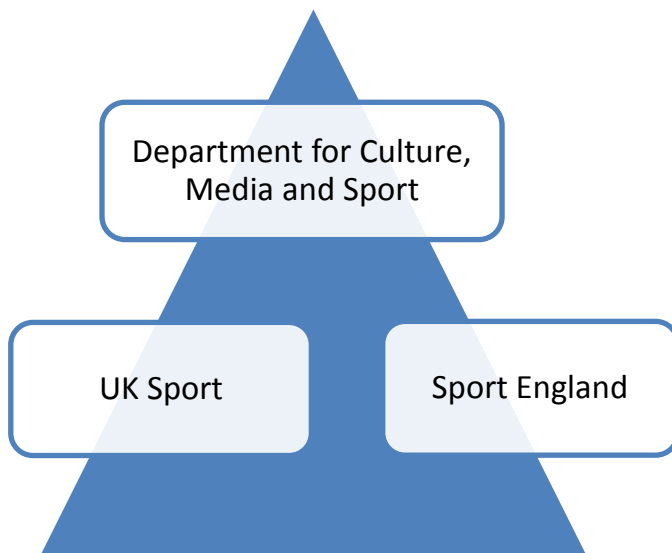 Department for Culture,
Media and Sport
UK Sport
Sport England